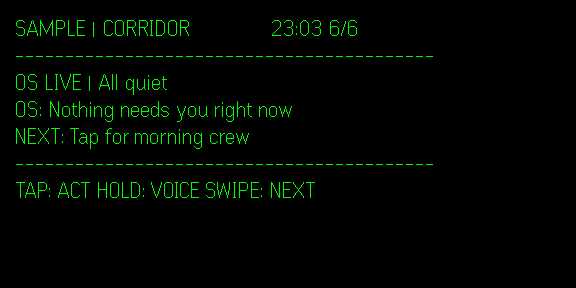 SAMPLE | CORRIDOR 23:03 6/6
------------------------------------------
OS LIVE | All quiet
OS: Nothing needs you right now
NEXT: Tap for morning crew
------------------------------------------
TAP: ACT HOLD: VOICE SWIPE: NEXT